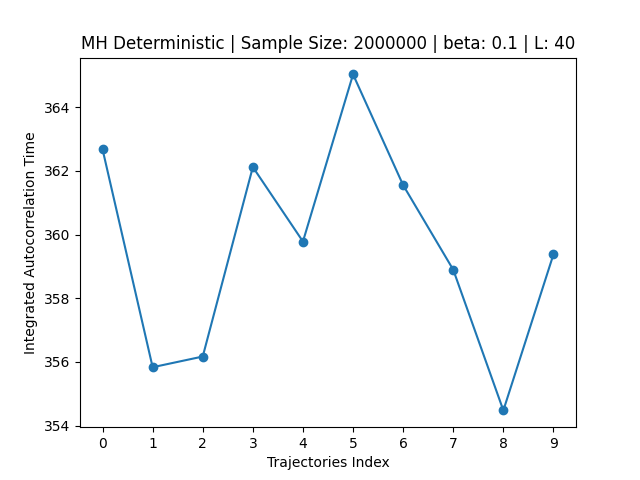 MH Deterministic | Sample Size: 2000000 | beta: 0.1 | L: 40
Integrated Autocorrelation Time
364
362
360
358
356
354
0 1 2 3 4 5 6 7 8 9
Trajectories Index